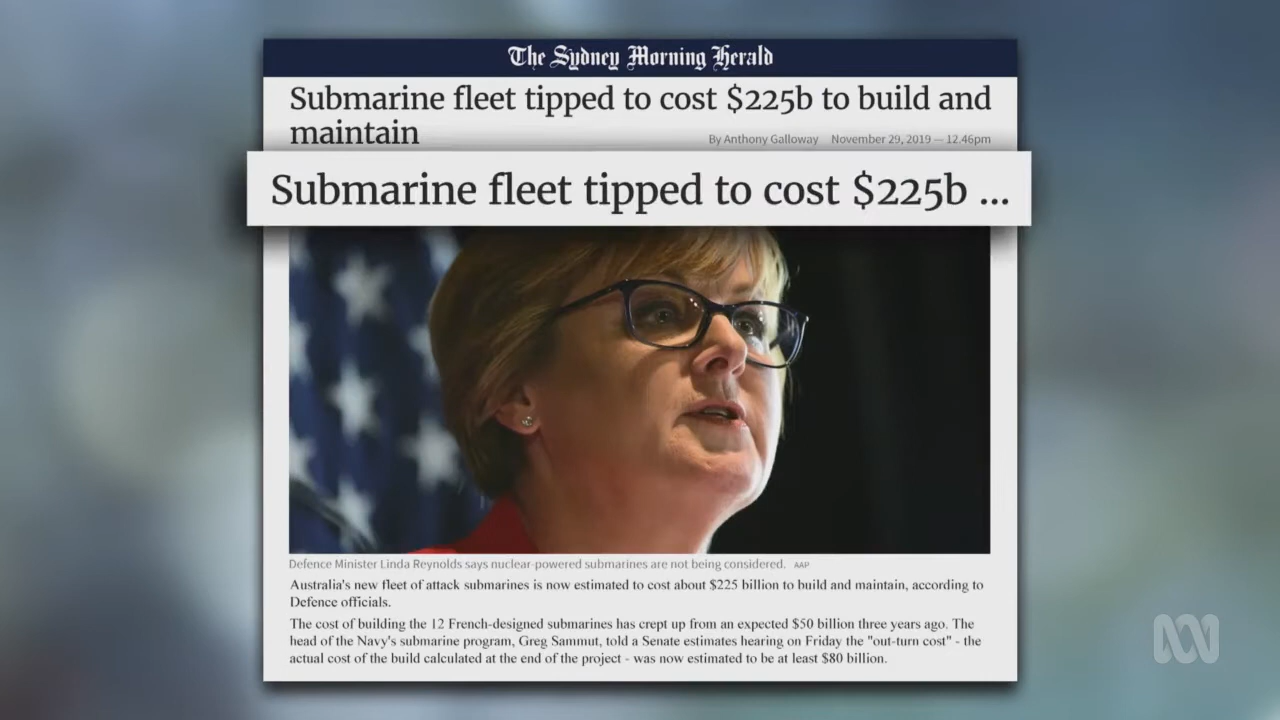 The Sydney Morning Herald
Submarine fleet tipped to cost $225b to build and
maintain
By Anthony Galloway November 29, 2019 — 12.46pm
Submarine fleet tipped to cost $225b ...
Defence Minister Linda Reynolds says nuclear-powered submarines are not being considered. AAP
Australia's new fleet of attack submarines is now estimated to cost about $225 billion to build and maintain, according to
Defence officials.
The cost of building the 12 French-designed submarines has crept up from an expected $50 billion three years ago. The
head of the Navy's submarine program, Greg Sammut, told a Senate estimates hearing on Friday the "out-turn cost" - the
actual cost of the build calculated at the end of the project - was now estimated to be at least $80 billion.